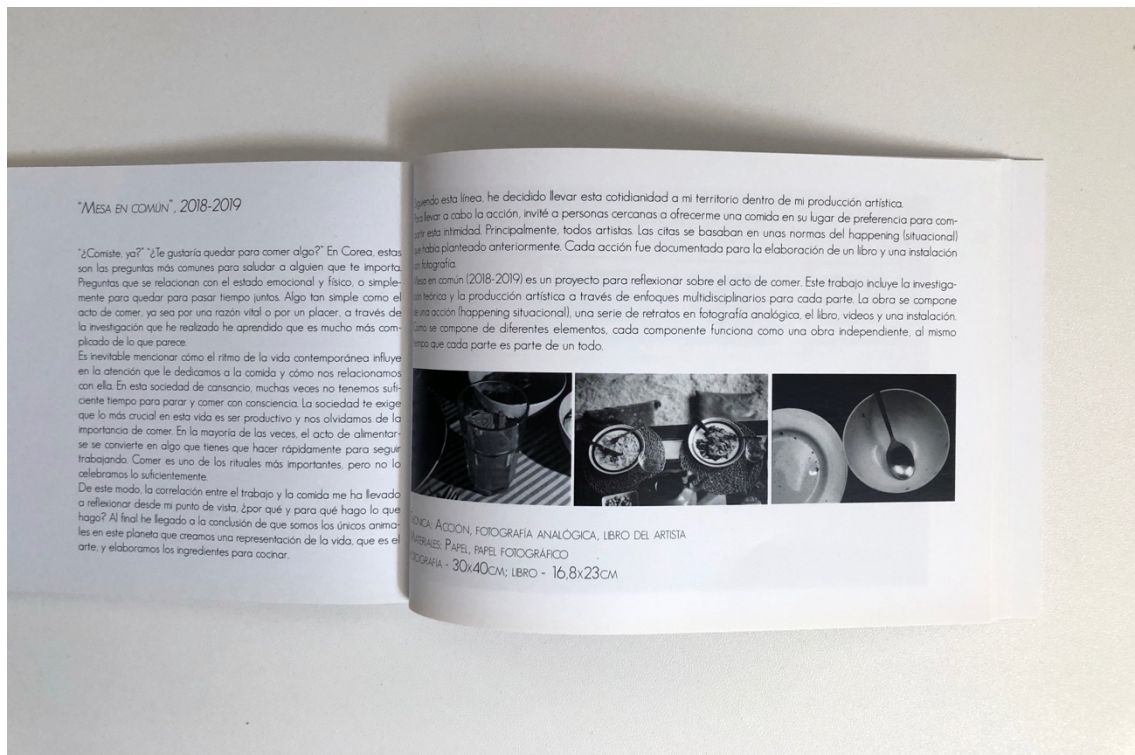 "MESA EN COMÚN", 2018-2019
"¿Comiste, ya?" "¿Te gustaría quedar para comer algo?" En Corea, estas
son las preguntas más comunes para saludar a alguien que te importa.
Preguntas que se relacionan con el estado emocional y físico, o simple-
mente para quedar para pasar tiempo juntos. Algo tan simple como el
acto de comer, ya sea por una razón vital o por un placer, a través de
la investigación que he realizado he aprendido que es mucho más com-
plicado de lo que parece.
Es inevitable mencionar cómo el ritmo de la vida contemporánea influye
en la atención que le dedicamos a la comida y cómo nos relacionamos
con ella. En esta sociedad de cansancio, muchas veces no tenemos sufi-
ciente tiempo para parar y comer con consciencia. La sociedad te exige
que lo más crucial en esta vida es ser productivo y nos olvidamos de la
importancia de comer. En la mayoría de las veces, el acto de alimentar-
se se convierte en algo que tienes que hacer rápidamente para seguir
trabajando. Comer es uno de los rituales más importantes, pero no lo
celebramos lo suficientemente.
De este modo, la correlación entre el trabajo y la comida me ha llevado
a reflexionar desde mi punto de vista, ¿por qué y para qué hago lo que
hago? Al final he llegado a la conclusión de que somos los únicos anima-
les en este planeta que creamos una representación de la vida, que es el
arte, y elaboramos los ingredientes para cocinar.
esta línea, he decidido llevar esta cotidianidad a mi territorio dentro de mi producción artística.
llevar a cabo la acción, invité a personas cercanas a ofrecerme una comida en su lugar de preferencia para com-
esta intimidad. Principalmente, todos artistas. Las citas se basaban en unas normas del happening (situacional)
que había planteado anteriormente. Cada acción fue documentada para la elaboración de un libro y una instalación
fotografía.
Mesa en común (2018-2019) es un proyecto para reflexionar sobre el acto de comer. Este trabajo incluye la investiga-
ción teórica y la producción artística a través de enfoques multidisciplinarios para cada parte. La obra se compone
de una acción (happening situacional), una serie de retratos en fotografía analógica, el libro, videos y una instalación.
Como se compone de diferentes elementos, cada componente funciona como una obra independiente, al mismo
tiempo que cada parte es parte de un todo.
TÉCNICA: ACCIÓN, FOTOGRAFÍA ANALÓGICA, LIBRO DEL ARTISTA
MATERIALES: PAPEL, PAPEL FOTOGRÁFICO
FOTOGRAFÍA - 30X40CM; LIBRO - 16,8X23CM